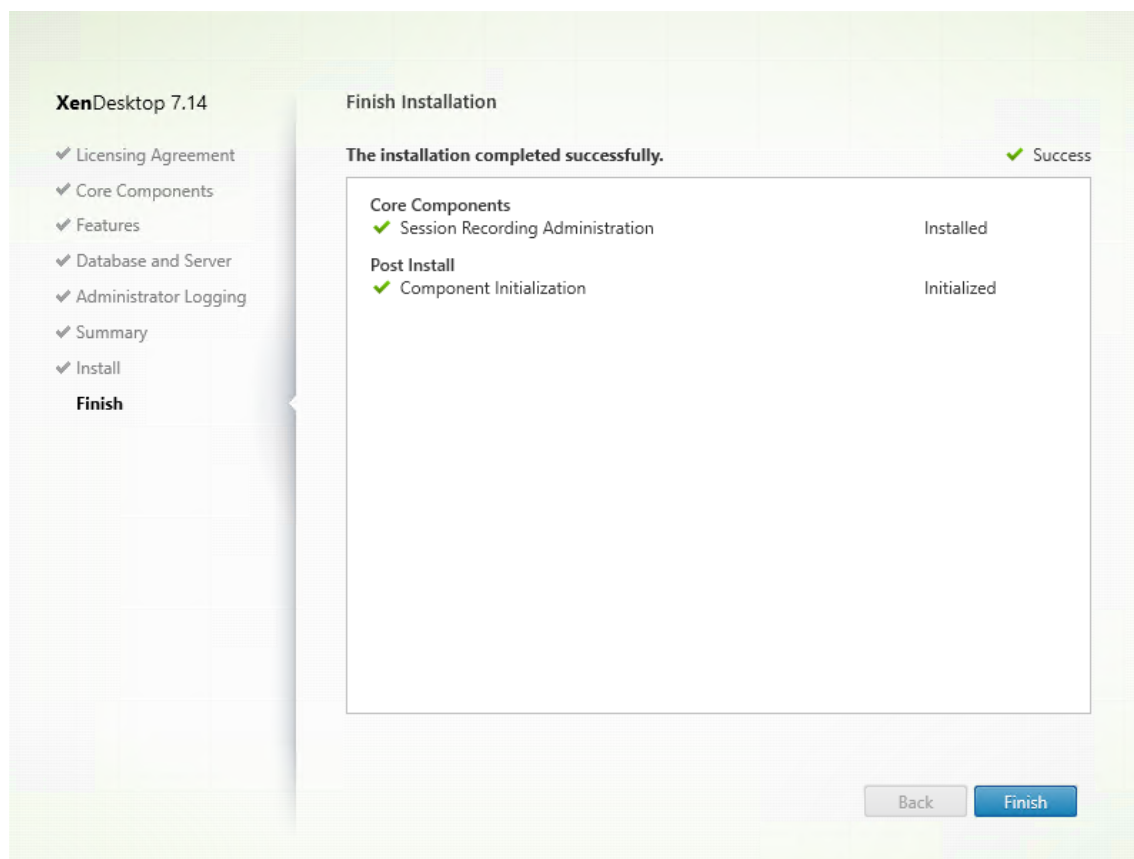 XenDesktop 7.14
Licensing Agreement
Core Components
Features
Database and Server
Administrator Logging
Summary
Install
Finish
Finish Installation
The installation completed successfully.
Success
Core Components
Session Recording Administration Installed
Post Install
Component Initialization Initialized
Back Finish